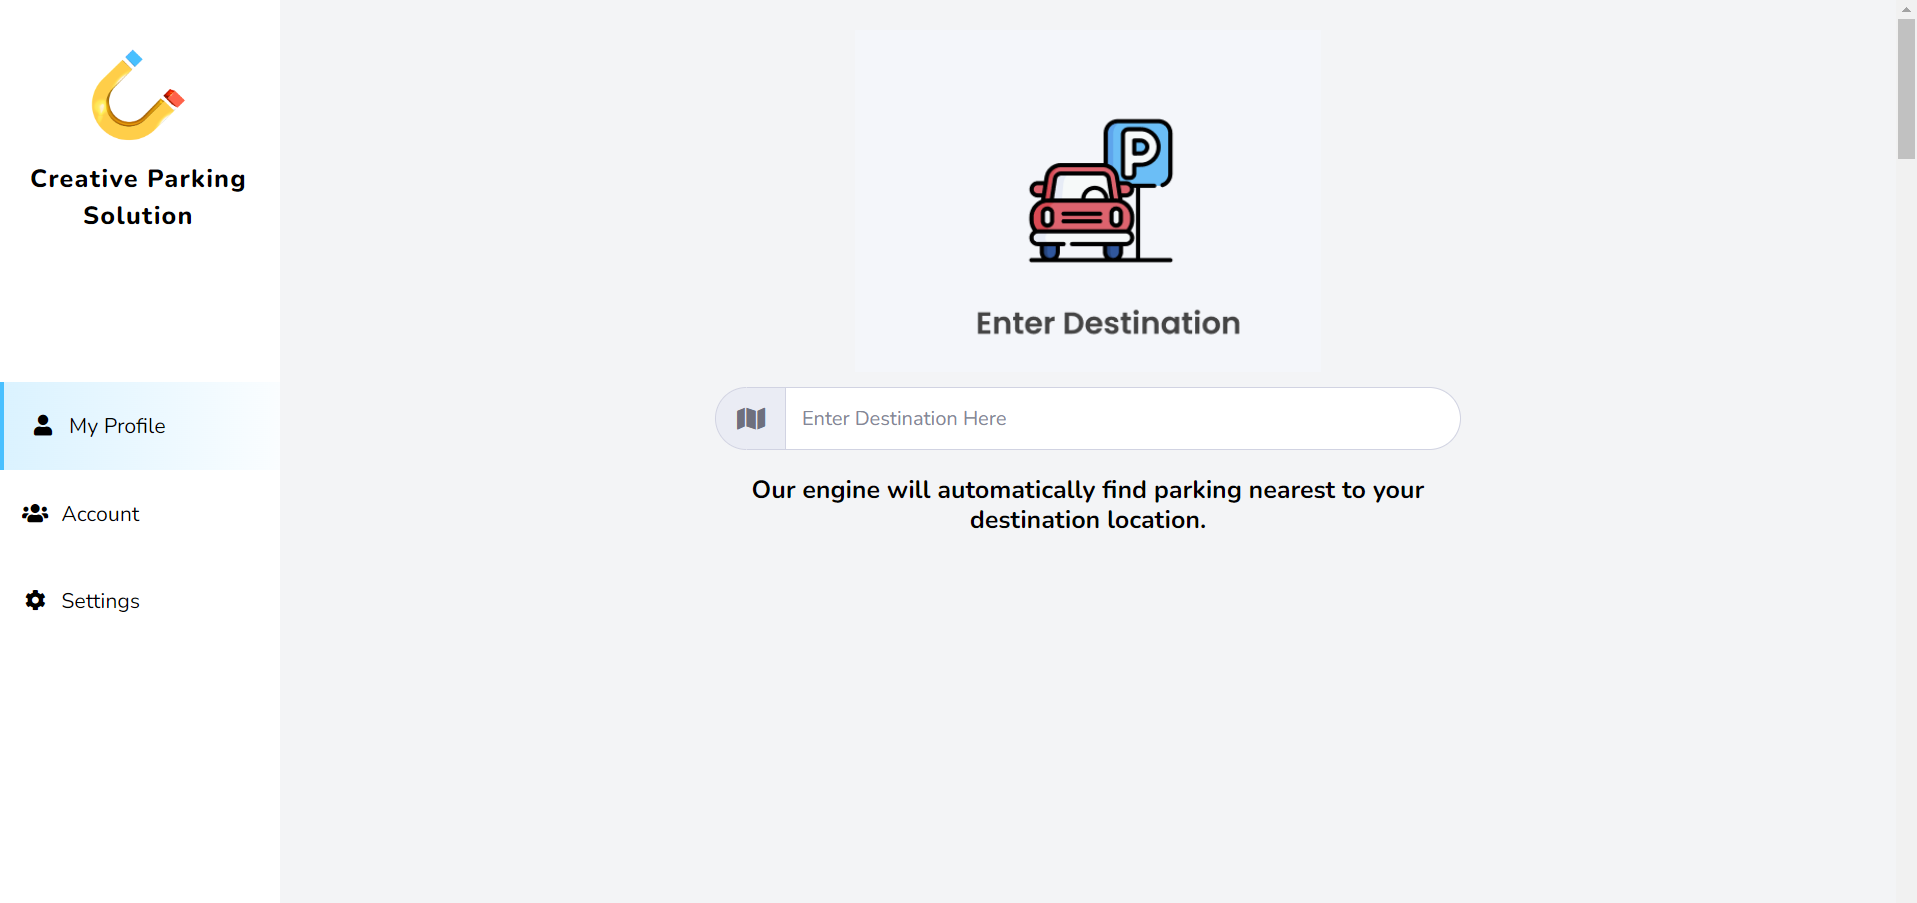 Creative Parking
Solution
My Profile
Account
Settings
P
Enter Destination
Enter Destination Here
Our engine will automatically find parking nearest to your
destination location.